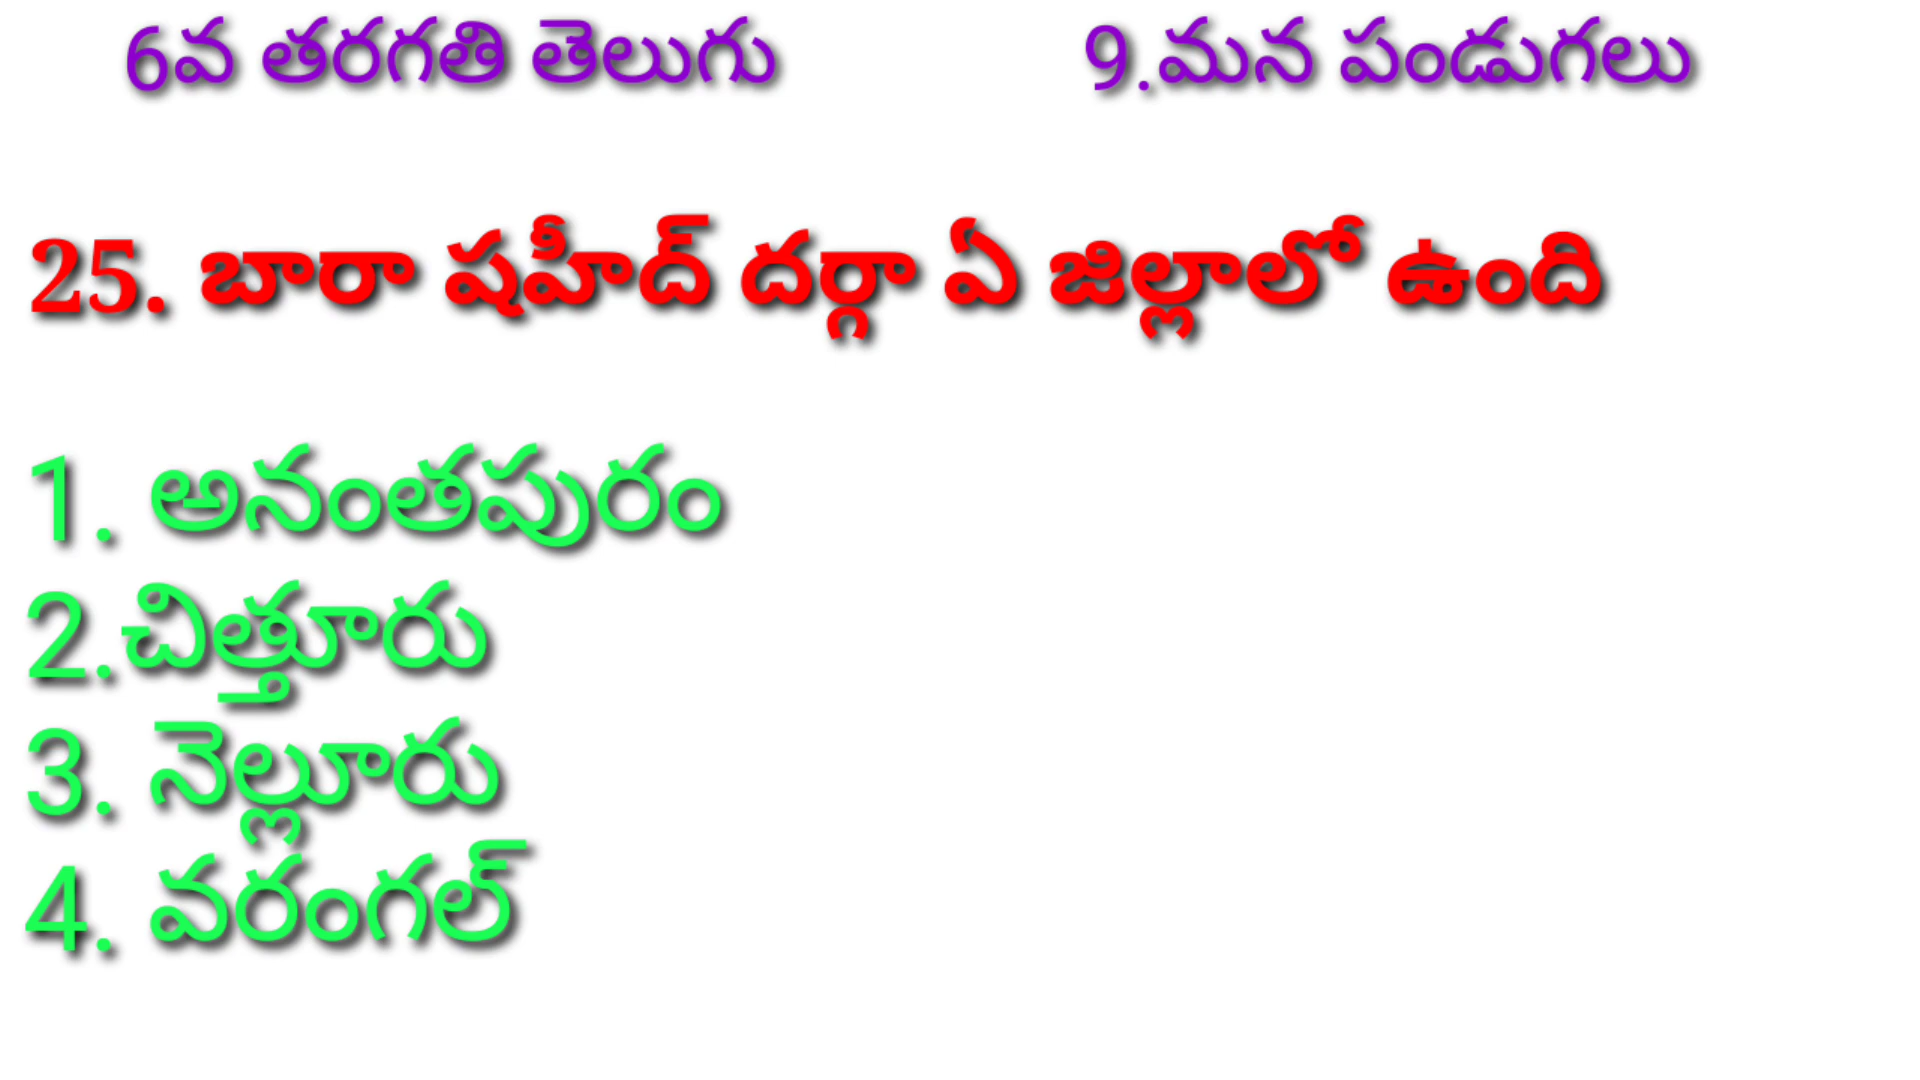 6వ తరగతి తెలుగు 9.మన పండుగలు
25. బారా షహీద్ దర్గా ఏ జిల్లాలో ఉంది
1. అనంతపురం
2.చిత్తూరు
3. నెల్లూరు
4. వరంగల్